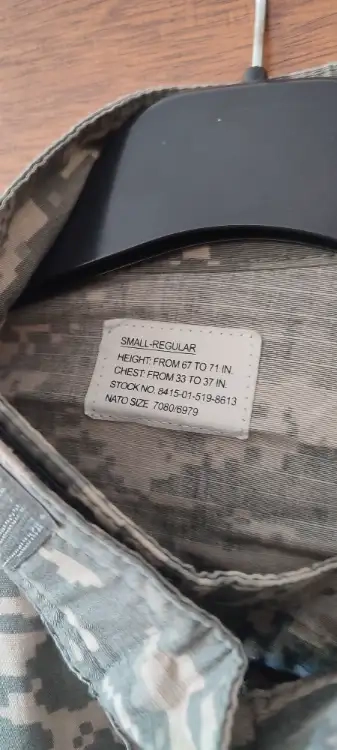 SMALL-REGULAR
HEIGHT: FROM 67 TO 71 IN.
CHEST: FROM 33 TO 37 IN.
STOCK NO. 8415-01-519-8613
NATO SIZE 7080/6979